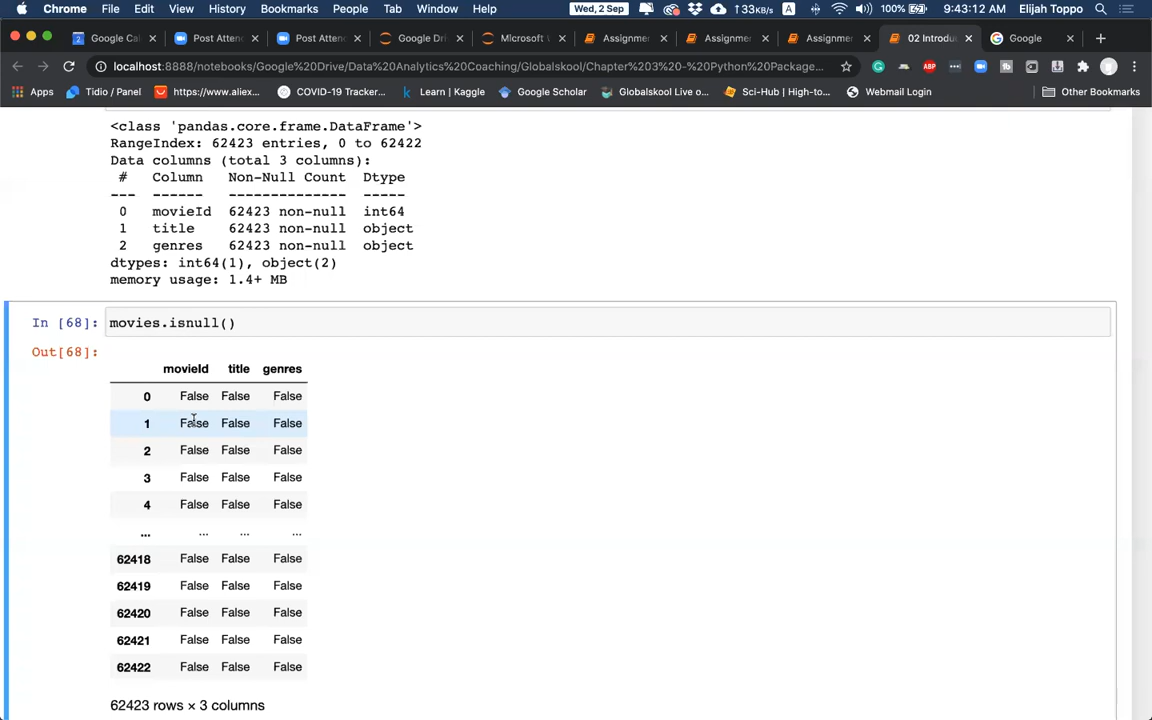 Chrome File Edit View History Bookmarks People Tab Window Help Wed, 2 Sep 33KB/s A 100% 9:43:12 AM Elijah Toppo
Google Ca Post Atten Post Atten Google Dri Microsoft Assignme Assignme Assignm 02 Introdu Google
localhost:8888/notebooks/Google%20Drive/Data%20Analytics%20Coaching/Globalskool/Chapter%203%20-%20Python%20Package...
Apps Tidio / Panel https://www.aliex... COVID-19 Tracker... Learn | Kaggle Google Scholar Globalskool Live o... Sci-Hub | High-to... Webmail Login Other Bookmarks
<class 'pandas.core.frame.DataFrame'>
RangeIndex: 62423 entries, 0 to 62422
Data columns (total 3 columns):
# Column Non-Null Count Dtype
--- ------ -------------- -----
0 movieId 62423 non-null int64
1 title 62423 non-null object
2 genres 62423 non-null object
dtypes: int64(1), object(2)
memory usage: 1.4+ MB
In [68]: movies.isnull()
Out[68]:
movieId title genres
0 False False False
1 False False False
2 False False False
3 False False False
4 False False False
... ... ... ...
62418 False False False
62419 False False False
62420 False False False
62421 False False False
62422 False False False
62423 rows × 3 columns